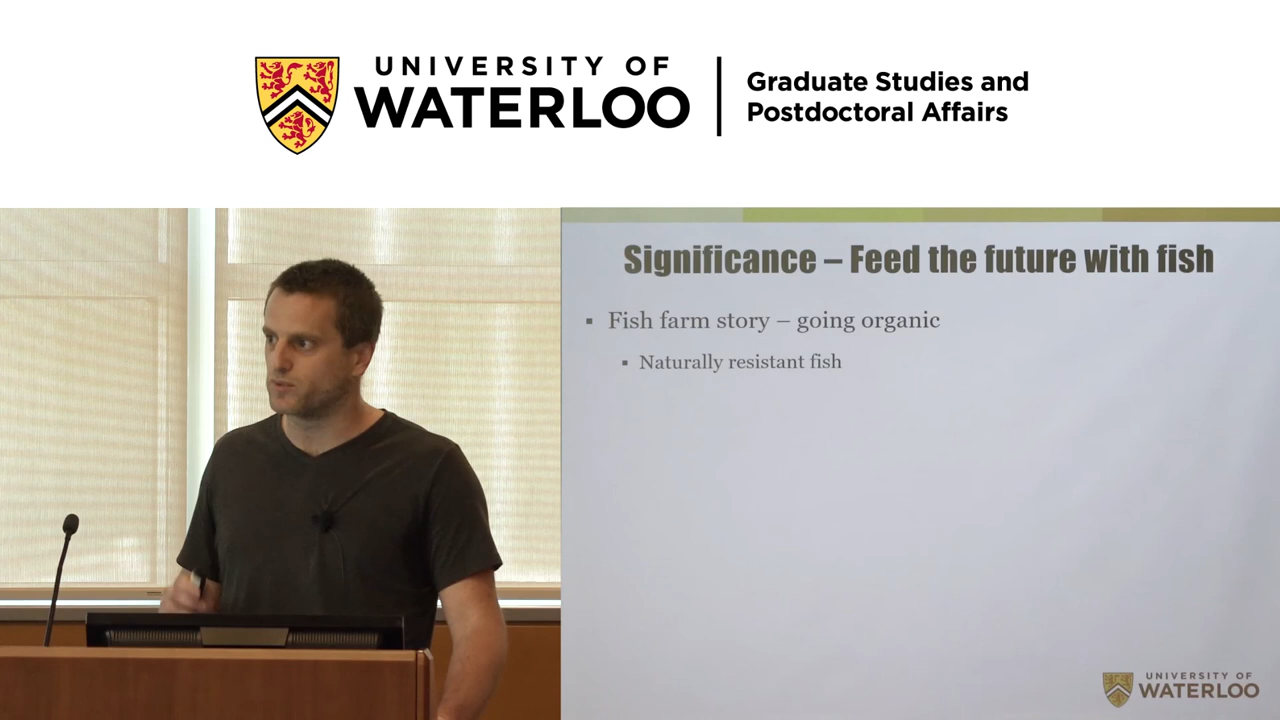 UNIVERSITY OF
WATERLOO
Graduate Studies and
Postdoctoral Affairs
Significance – Feed the future with fish
▪ Fish farm story – going organic
▪ Naturally resistant fish
UNIVERSITY OF
WATERLOO